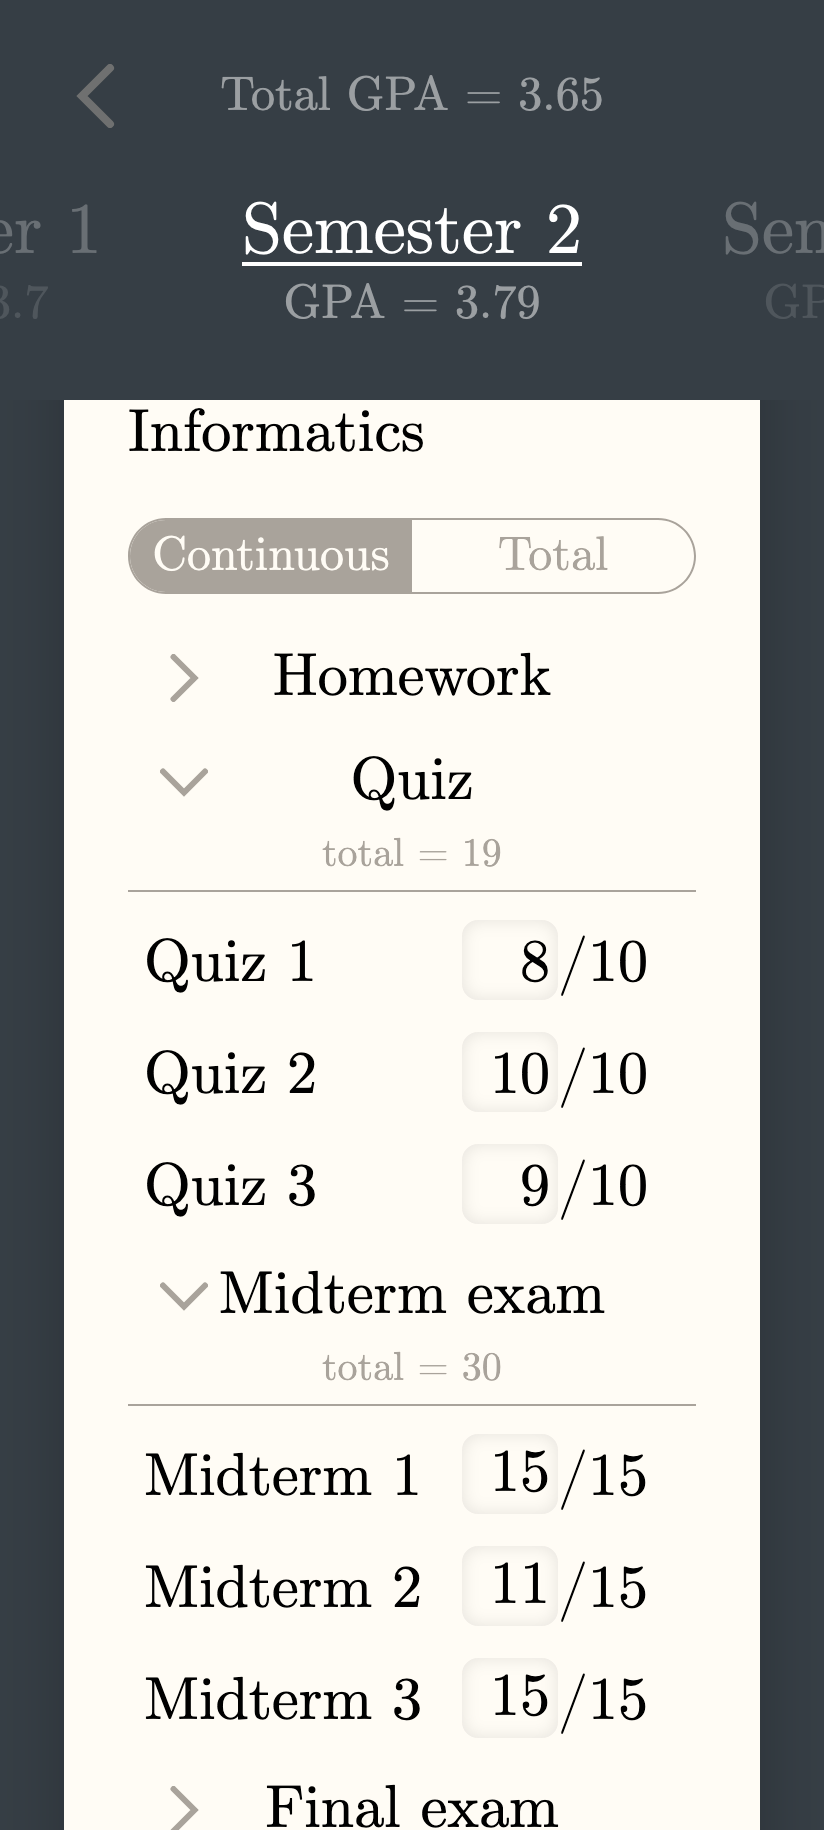 Total GPA = 3.65
er 1 Semester 2 Sem
3.7 GPA = 3.79 GP
Informatics
Continuous Total
Homework
Quiz
total = 19
Quiz 1 8/10
Quiz 2 10/10
Quiz 3 9/10
Midterm exam
total = 30
Midterm 1 15/15
Midterm 2 11/15
Midterm 3 15/15
Final exam